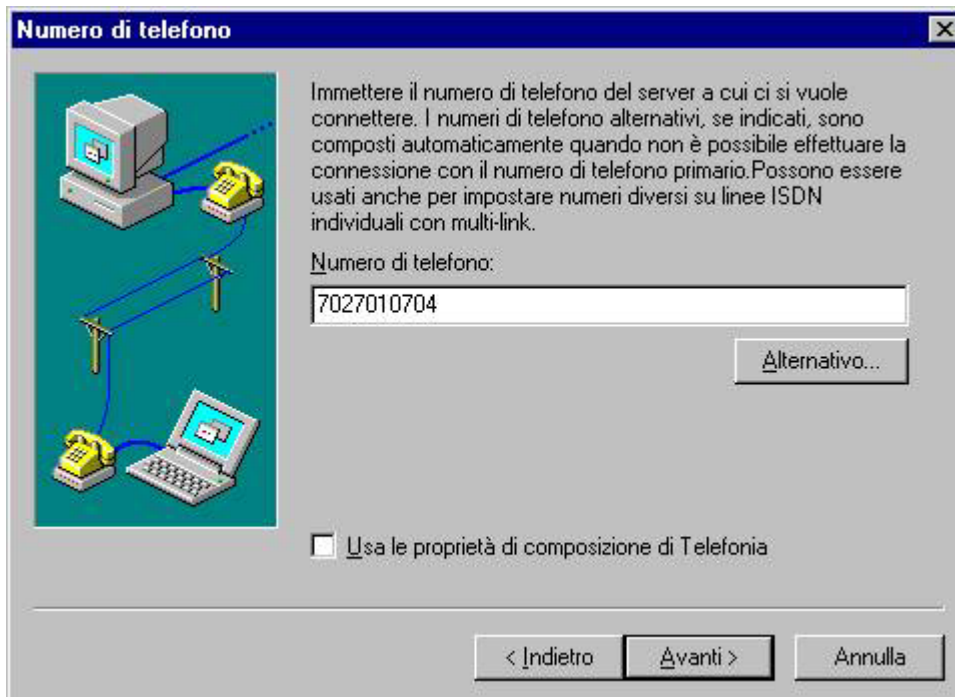 Numero di telefono
Immettere il numero di telefono del server a cui ci si vuole
connettere. I numeri di telefono alternativi, se indicati, sono
composti automaticamente quando non è possibile effettuare la
connessione con il numero di telefono primario.Possono essere
usati anche per impostare numeri diversi su linee ISDN
individuali con multi-link.
Numero di telefono:
7027010704
Alternativo...
Usa le proprietà di composizione di Telefonia
< Indietro
Avanti >
Annulla